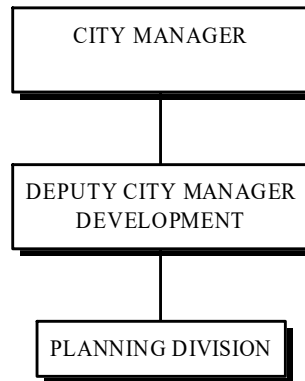 CITY MANAGER
DEPUTY CITY MANAGER
DEVELOPMENT
PLANNING DIVISION